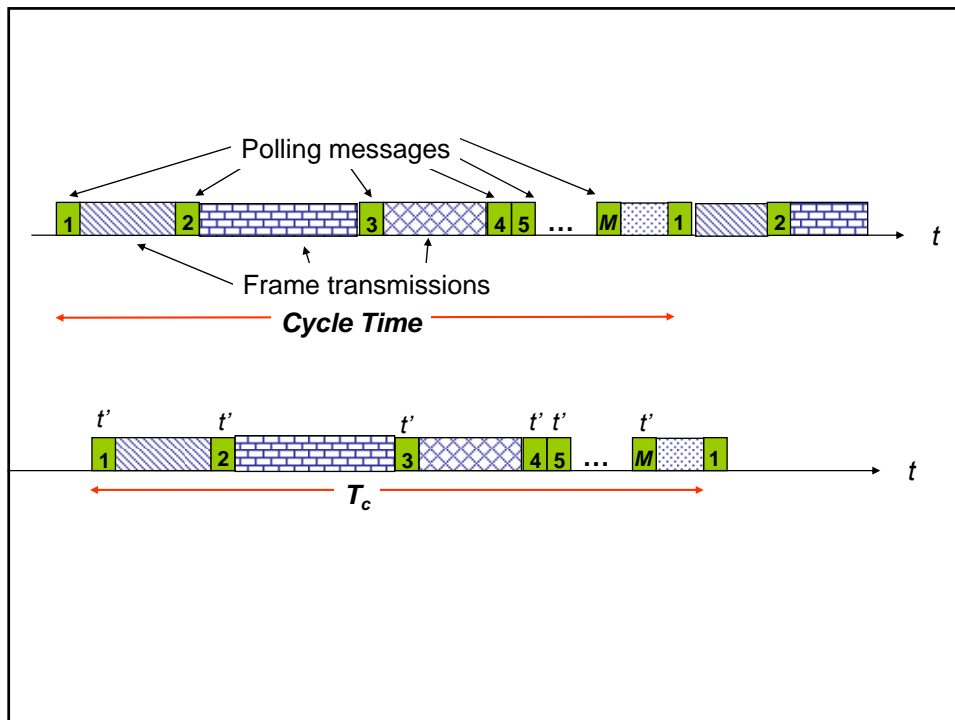 Polling messages
1 2 3 4 5 ... M 1 2
t
Frame transmissions
Cycle Time
t’ t’ t’ t’ t’ t’
1 2 3 4 5 ... M 1
t
Tc